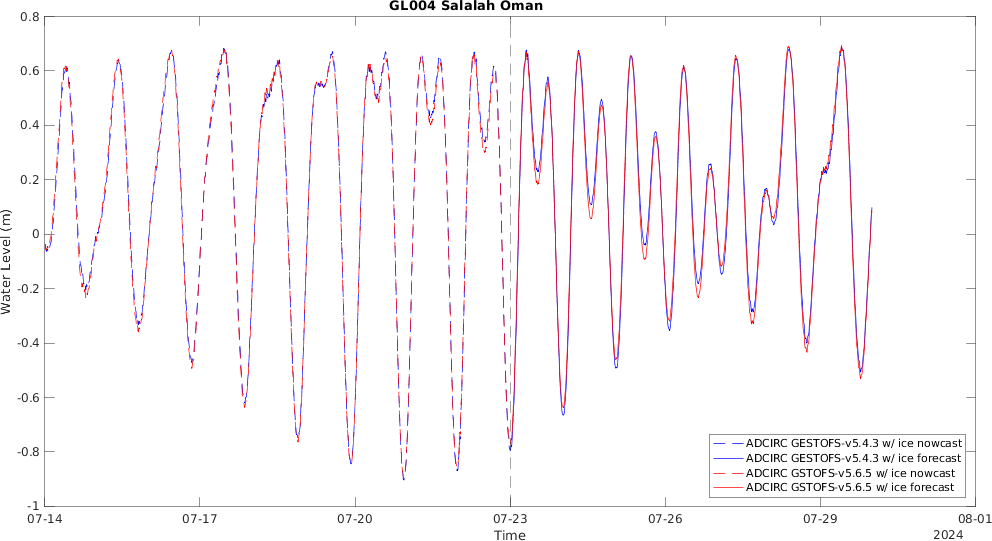 GL004 Salalah Oman
0.8
0.6
0.4
0.2
0
-0.2
-0.4
-0.6
-0.8
-1
Water Level (m)
07-14 07-17 07-20 07-23 07-26 07-29 08-01
Time
2024
ADCIRC GESTOFS-v5.4.3 w/ ice nowcast
ADCIRC GESTOFS-v5.4.3 w/ ice forecast
ADCIRC GSTOFS-v5.6.5 w/ ice nowcast
ADCIRC GSTOFS-v5.6.5 w/ ice forecast